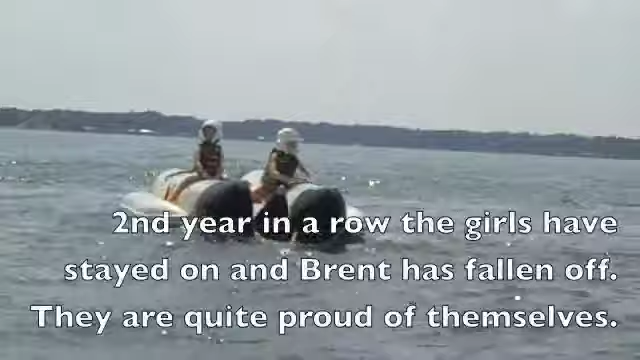 2nd year in a row the girls have
stayed on and Brent has fallen off.
They are quite proud of themselves.